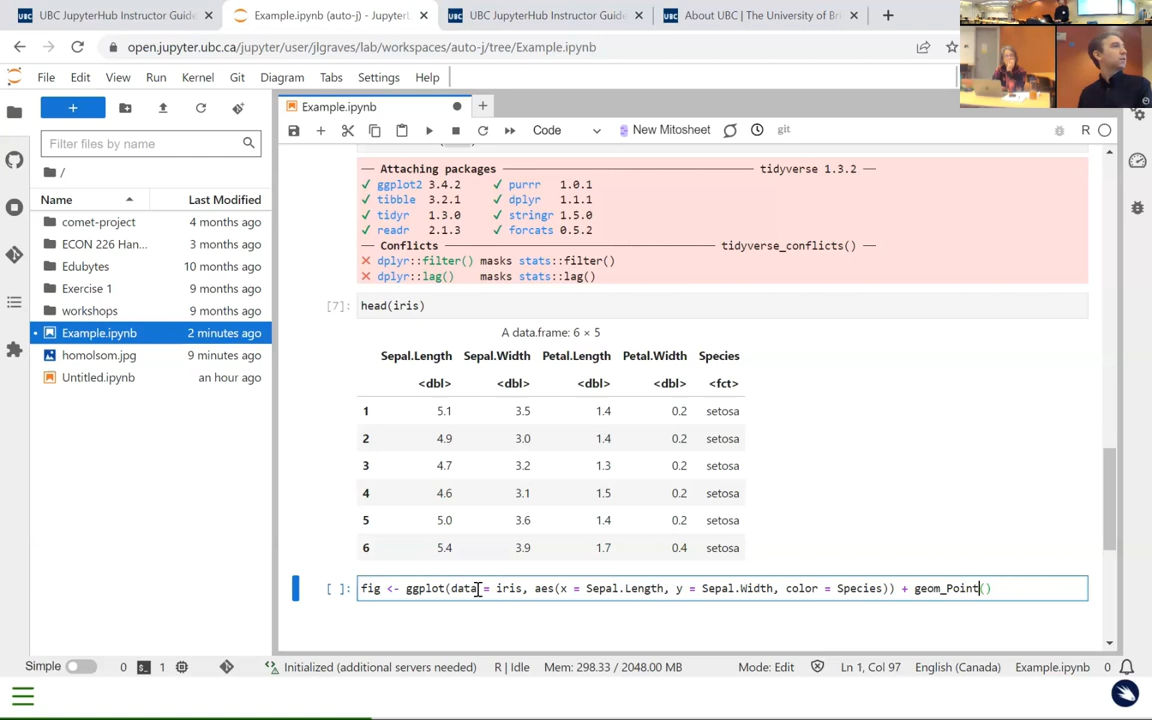 UBC JupyterHub Instructor Guide
Example.ipynb (auto-j) - Jupyterl
UBC JupyterHub Instructor Guide
About UBC | The University of Bri
open.jupyter.ubc.ca/jupyter/user/jlgraves/lab/workspaces/auto-j/tree/Example.ipynb
File Edit View Run Kernel Git Diagram Tabs Settings Help
Example.ipynb
Filter files by name
Code
New Mitosheet
git
R
/
Name Last Modified
comet-project 4 months ago
ECON 226 Han... 3 months ago
Edubytes 10 months ago
Exercise 1 9 months ago
workshops 9 months ago
Example.ipynb 2 minutes ago
homolsom.jpg 9 minutes ago
Untitled.ipynb an hour ago
── Attaching packages ──────── tidyverse 1.3.2 ──
✓ ggplot2 3.4.2 ✓ purrr 1.0.1
✓ tibble 3.2.1 ✓ dplyr 1.1.1
✓ tidyr 1.3.0 ✓ stringr 1.5.0
✓ readr 2.1.3 ✓ forcats 0.5.2
── Conflicts ──────── tidyverse_conflicts() ──
✗ dplyr::filter() masks stats::filter()
✗ dplyr::lag() masks stats::lag()
[7]: head(iris)
A data.frame: 6 × 5
Sepal.Length Sepal.Width Petal.Length Petal.Width Species
<dbl> <dbl> <dbl> <dbl> <fct>
1 5.1 3.5 1.4 0.2 setosa
2 4.9 3.0 1.4 0.2 setosa
3 4.7 3.2 1.3 0.2 setosa
4 4.6 3.1 1.5 0.2 setosa
5 5.0 3.6 1.4 0.2 setosa
6 5.4 3.9 1.7 0.4 setosa
[ ]: fig <- ggplot(data = iris, aes(x = Sepal.Length, y = Sepal.Width, color = Species)) + geom_Point()
Simple 0 1 Initialized (additional servers needed) R | Idle Mem: 298.33 / 2048.00 MB Mode: Edit Ln 1, Col 97 English (Canada) Example.ipynb 0